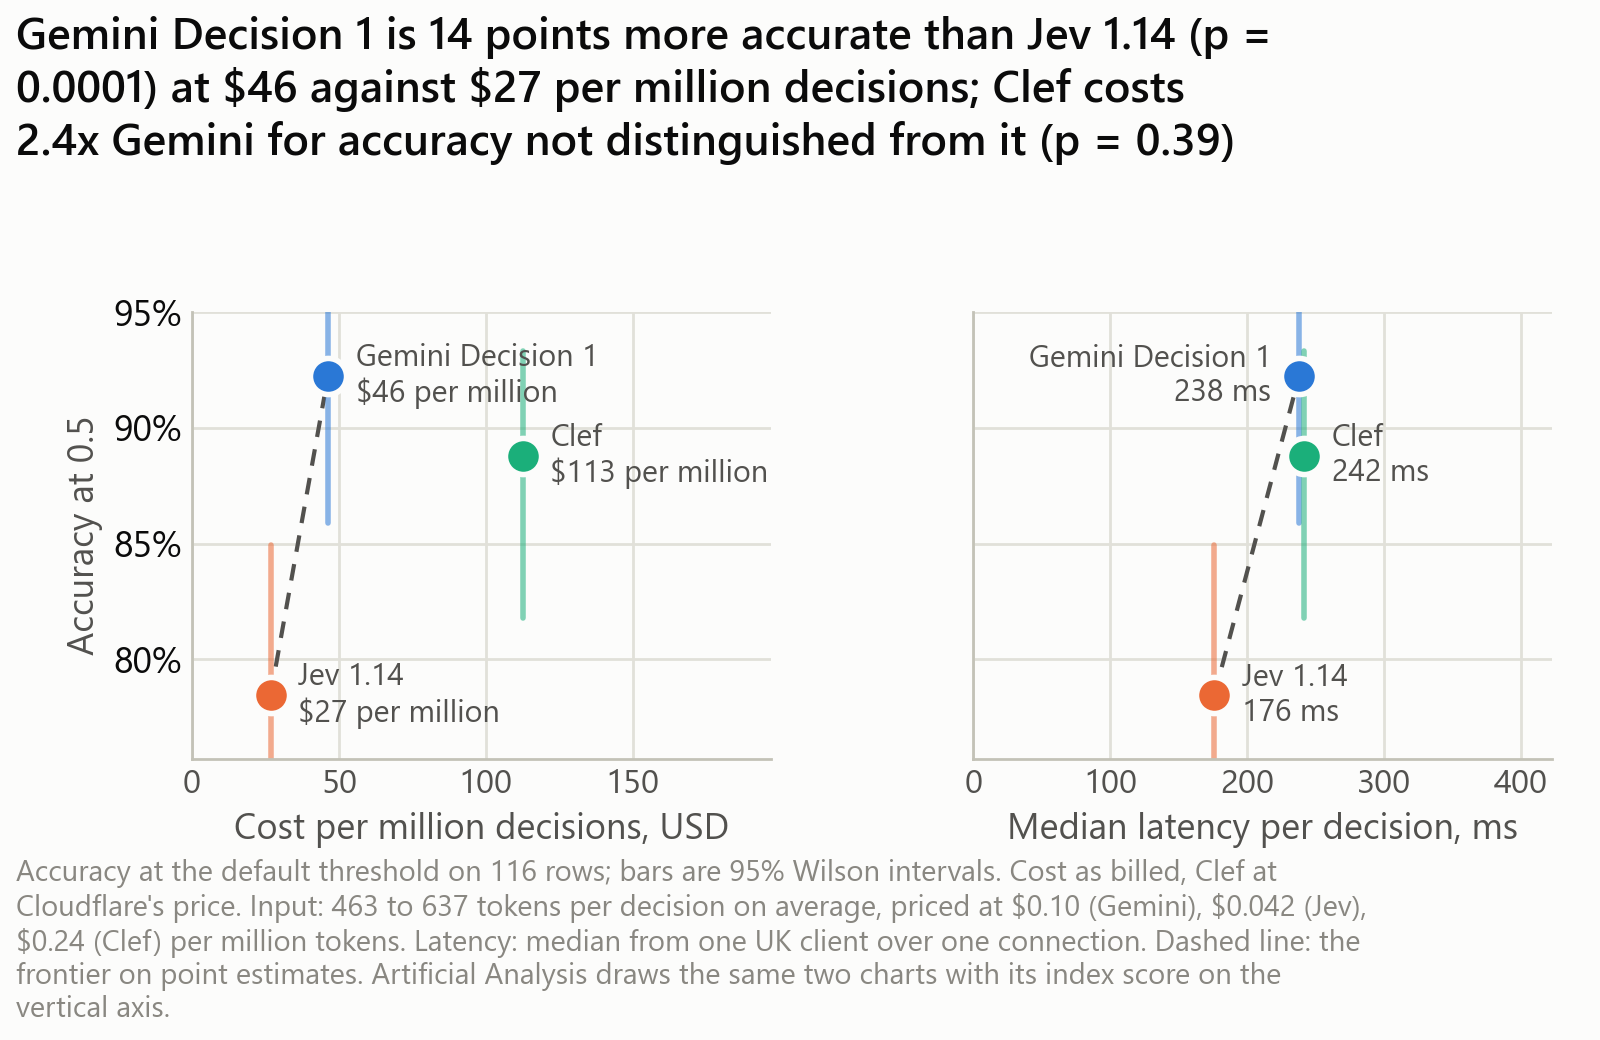 Gemini Decision 1 is 14 points more accurate than Jev 1.14 (p =
0.0001) at $46 against $27 per million decisions; Clef costs
2.4x Gemini for accuracy not distinguished from it (p = 0.39)
95%
90%
85%
80%
Accuracy at 0.5
Gemini Decision 1
$46 per million
Clef
$113 per million
Jev 1.14
$27 per million
0 50 100 150
Cost per million decisions, USD
Gemini Decision 1
238 ms
Clef
242 ms
Jev 1.14
176 ms
0 100 200 300 400
Median latency per decision, ms
Accuracy at the default threshold on 116 rows; bars are 95% Wilson intervals. Cost as billed, Clef at
Cloudflare's price. Input: 463 to 637 tokens per decision on average, priced at $0.10 (Gemini), $0.042 (Jev),
$0.24 (Clef) per million tokens. Latency: median from one UK client over one connection. Dashed line: the
frontier on point estimates. Artificial Analysis draws the same two charts with its index score on the
vertical axis.